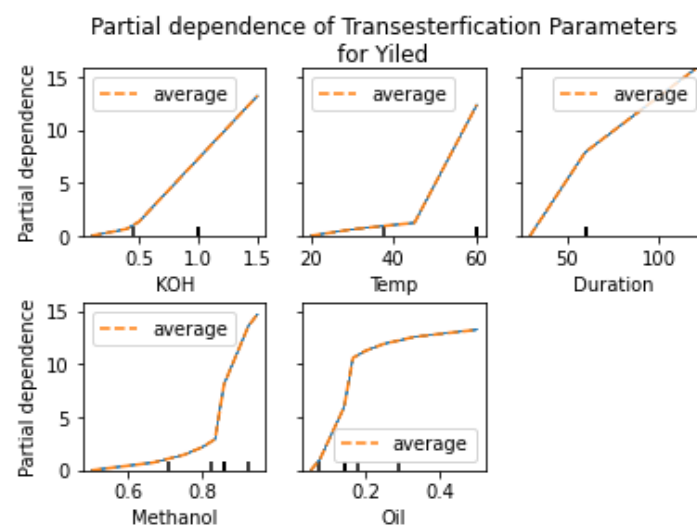 Partial dependence of Transesterfication Parameters
for Yiled
Partial dependence
15
10
5
0
average
0.5 1.0 1.5
KOH
average
20 40 60
Temp
average
50 100
Duration
Partial dependence
15
10
5
0
average
0.6 0.8
Methanol
average
0.2 0.4
Oil